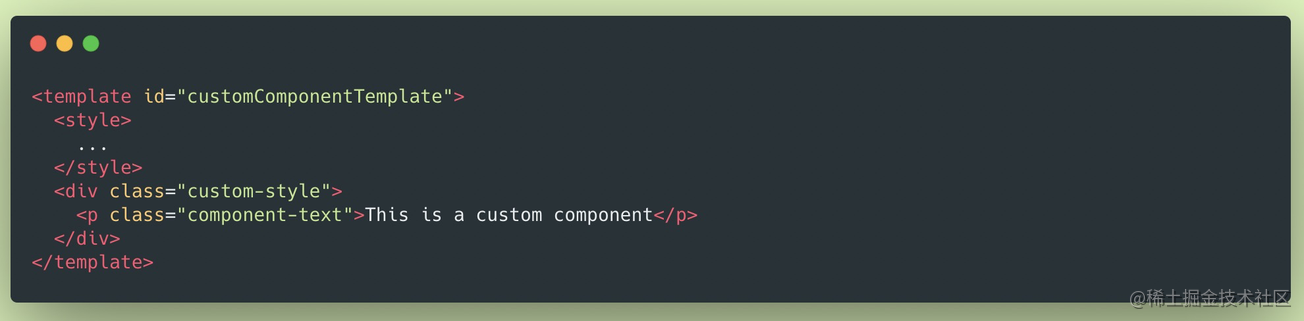 <template id="customComponentTemplate">
  <style>
    ...
  </style>
  <div class="custom-style">
    <p class="component-text">This is a custom component</p>
  </div>
</template>
@稀土掘金技术社区